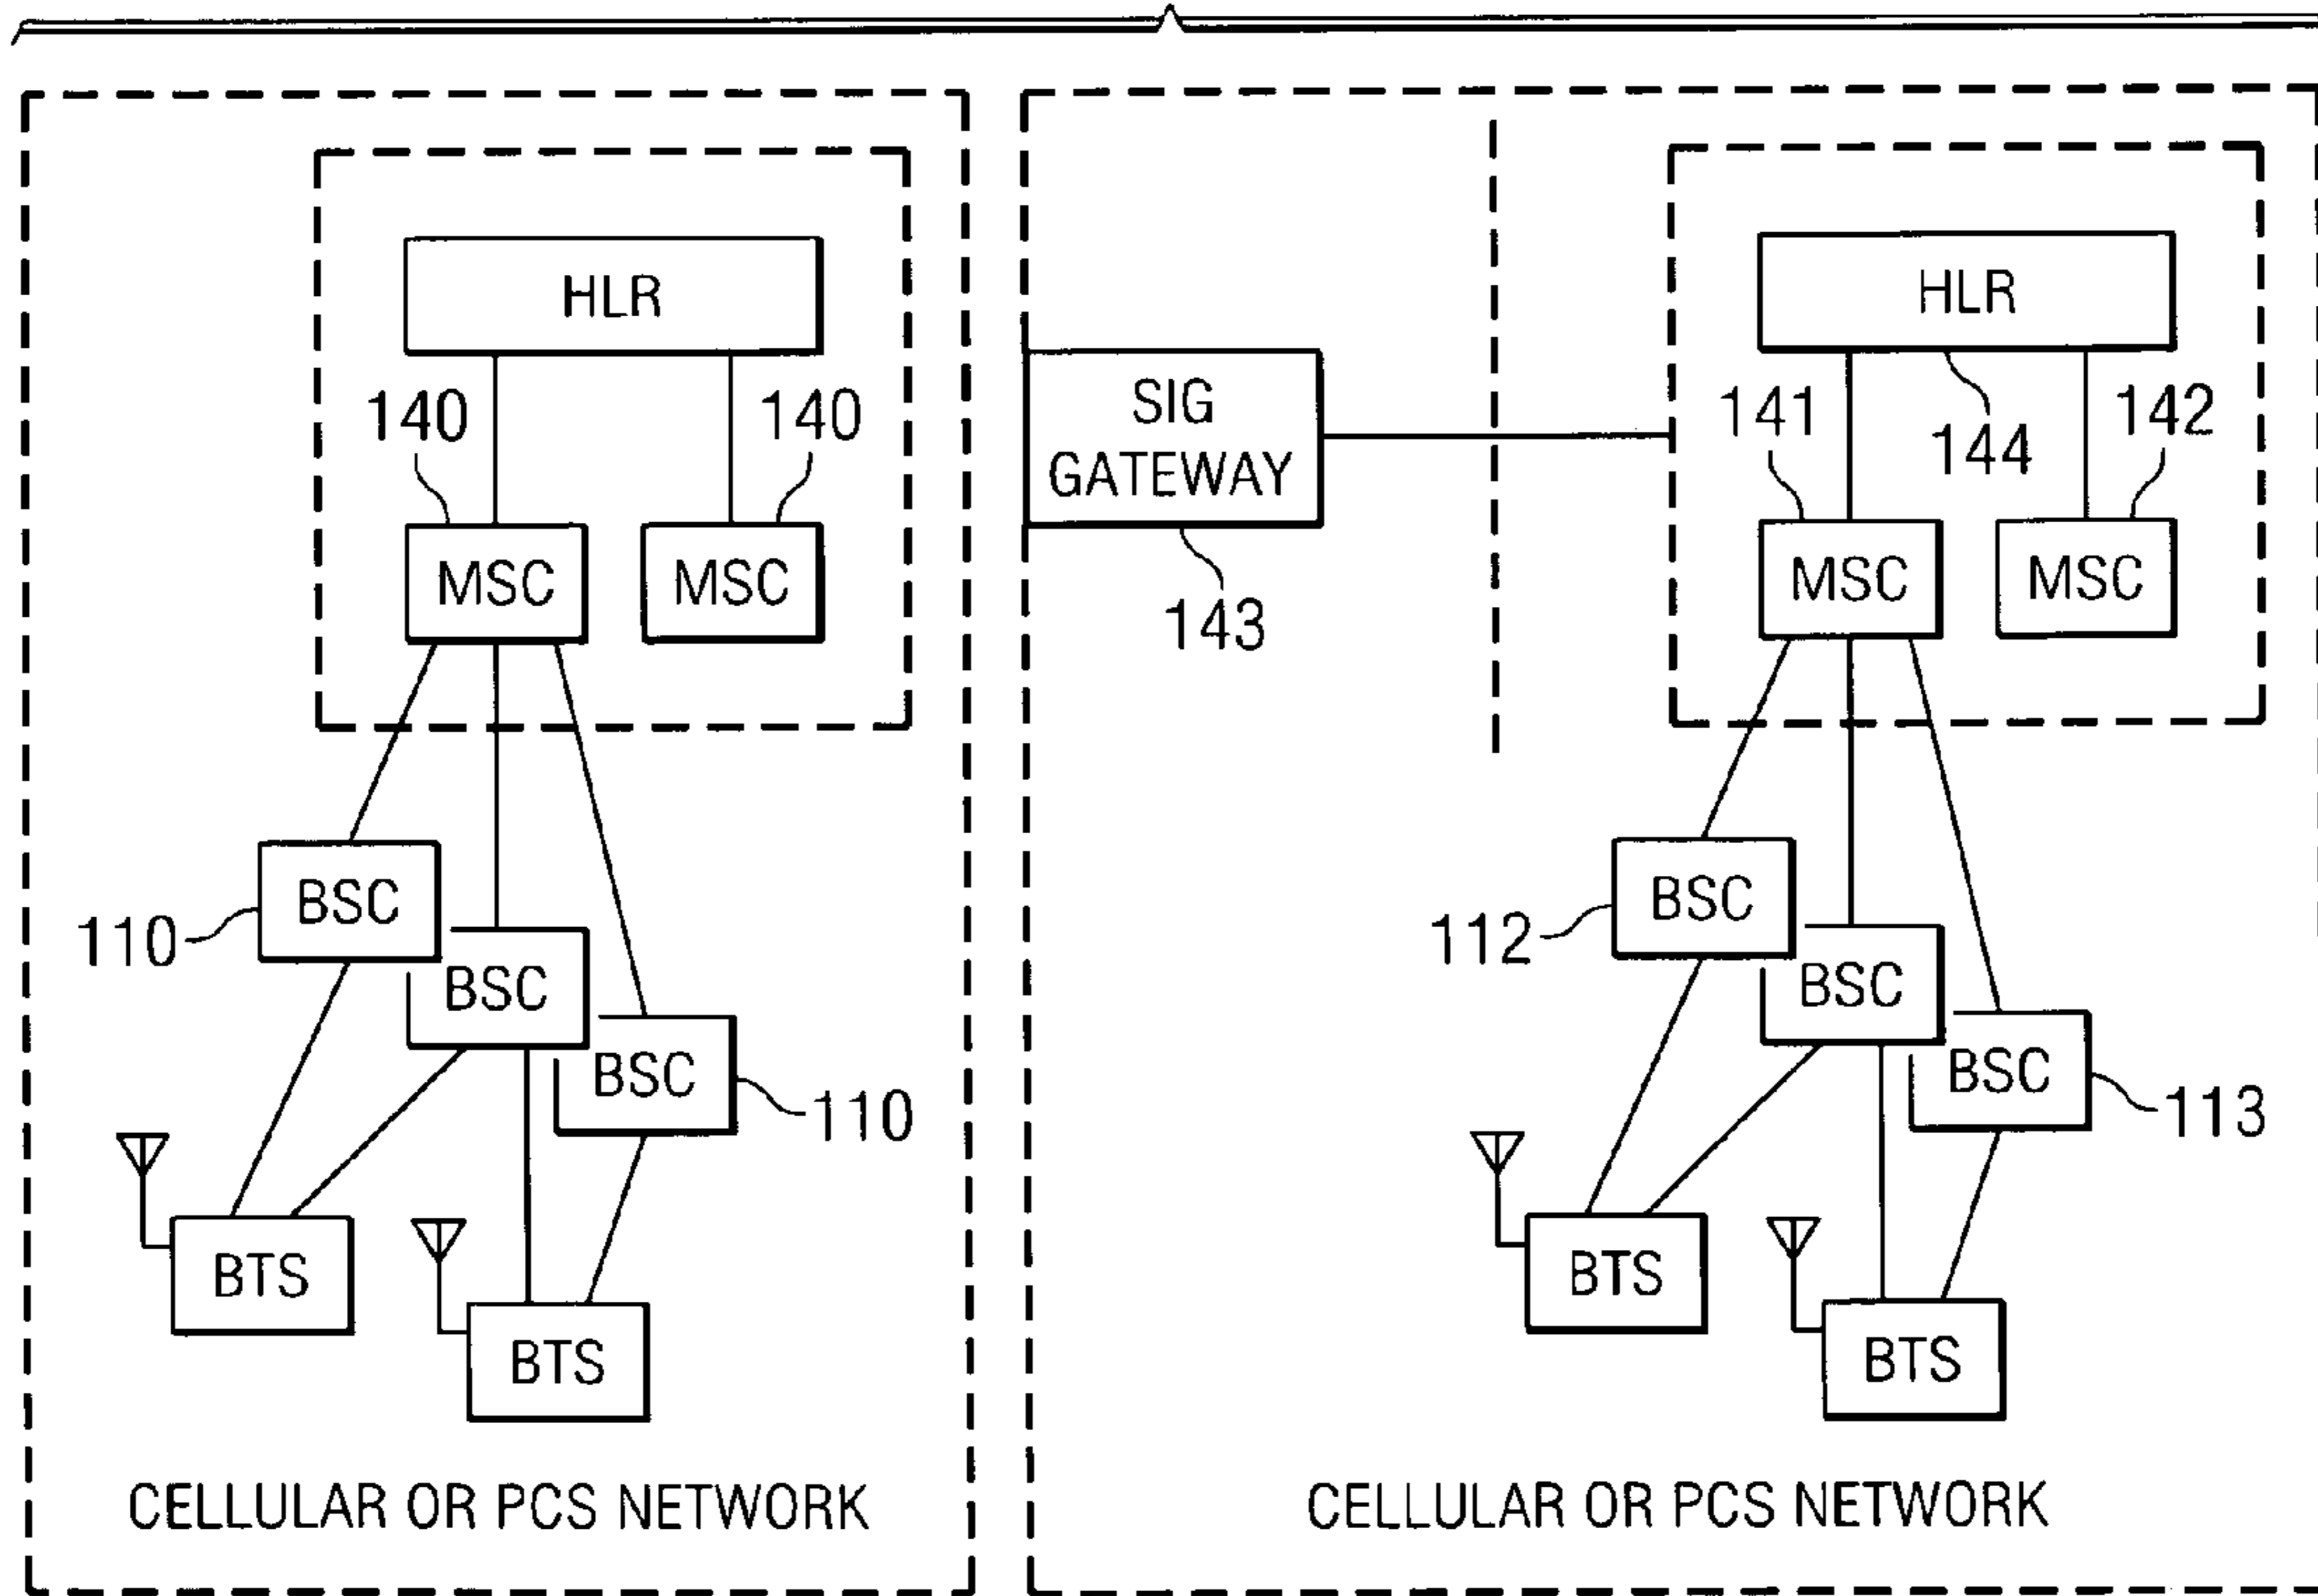 HLR
140
140
MSC
MSC
BSC
110
BSC
BSC
110
BTS
BTS
CELLULAR OR PCS NETWORK
SIG
GATEWAY
143
HLR
141
144
142
MSC
MSC
BSC
112
BSC
BSC
113
BTS
BTS
CELLULAR OR PCS NETWORK